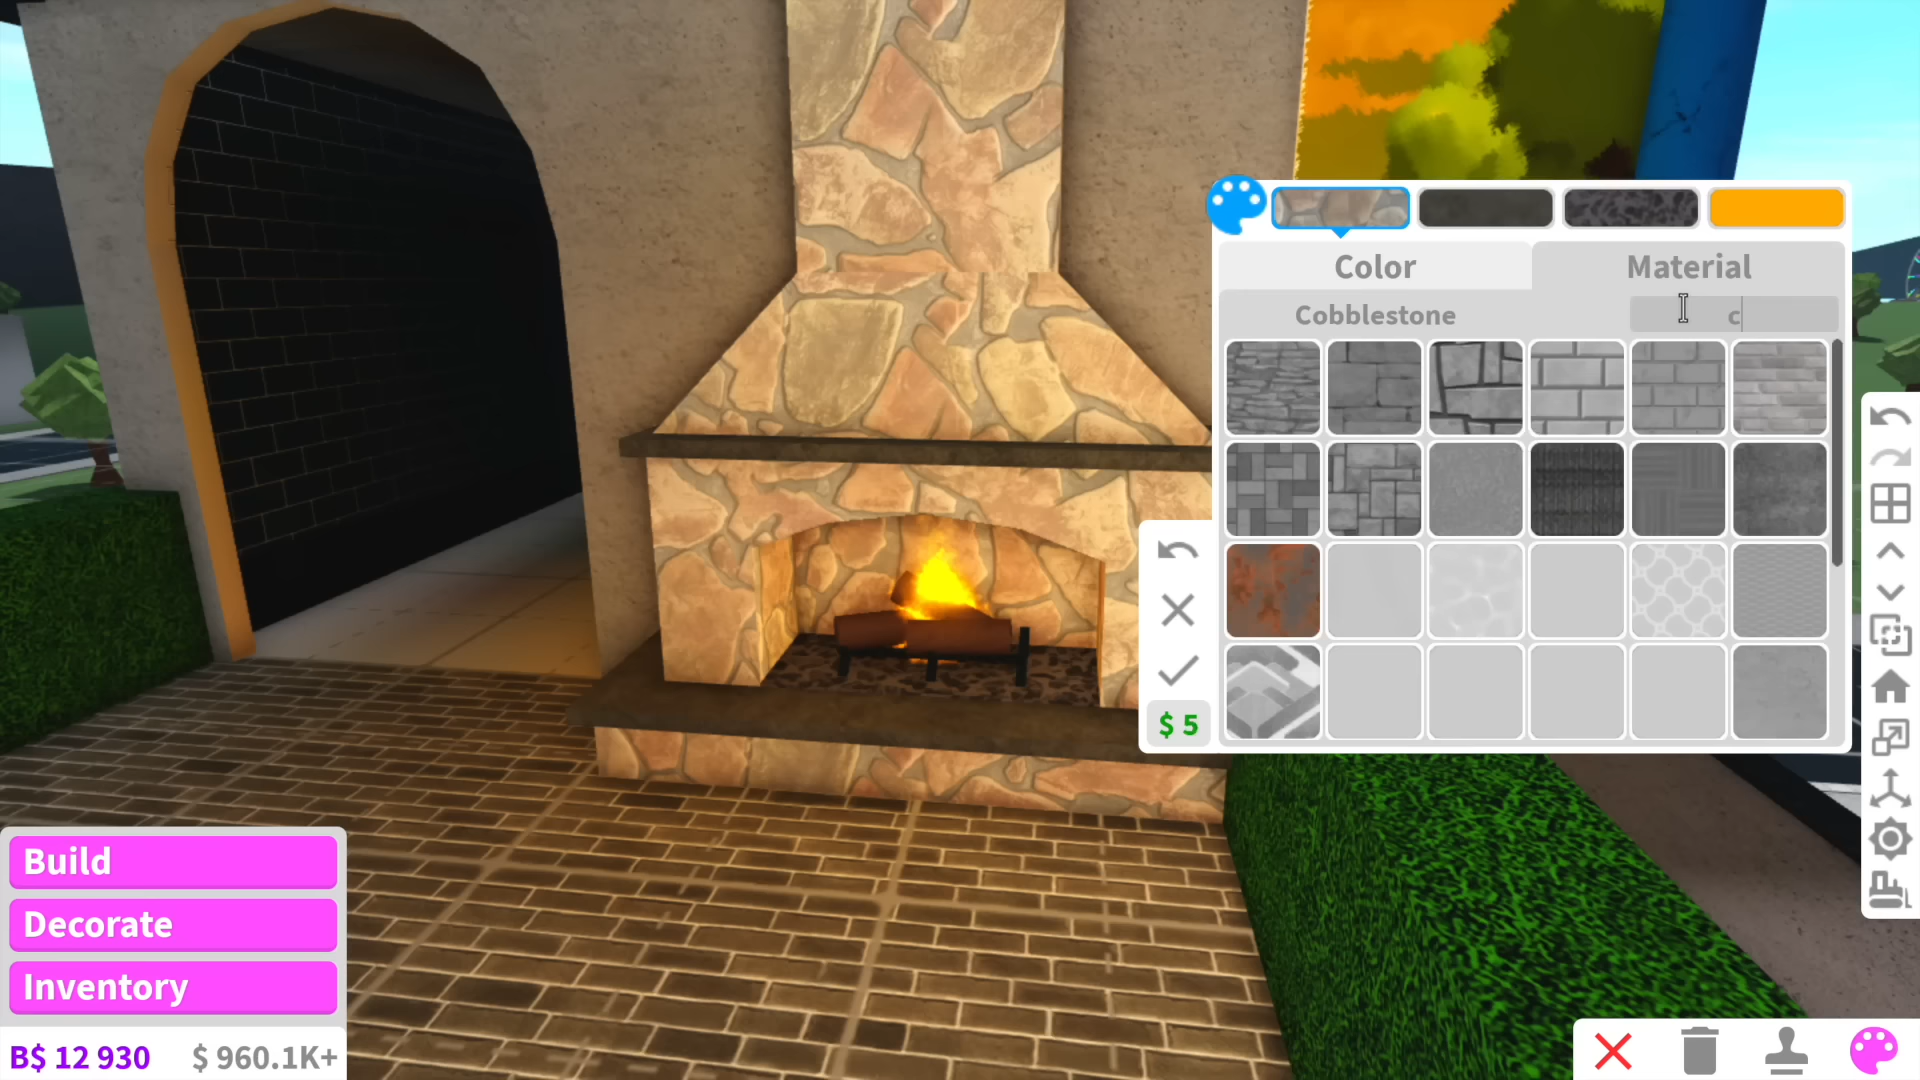 Color
Material
Cobblestone
c
$ 5
Build
Decorate
Inventory
B$ 12 930
$ 960.1K+